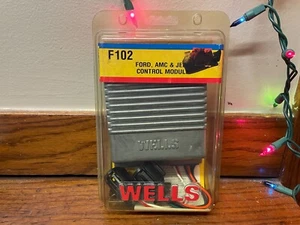 F102
FORD, AMC & JE
CONTROL MODUL
WELLS
WELLS